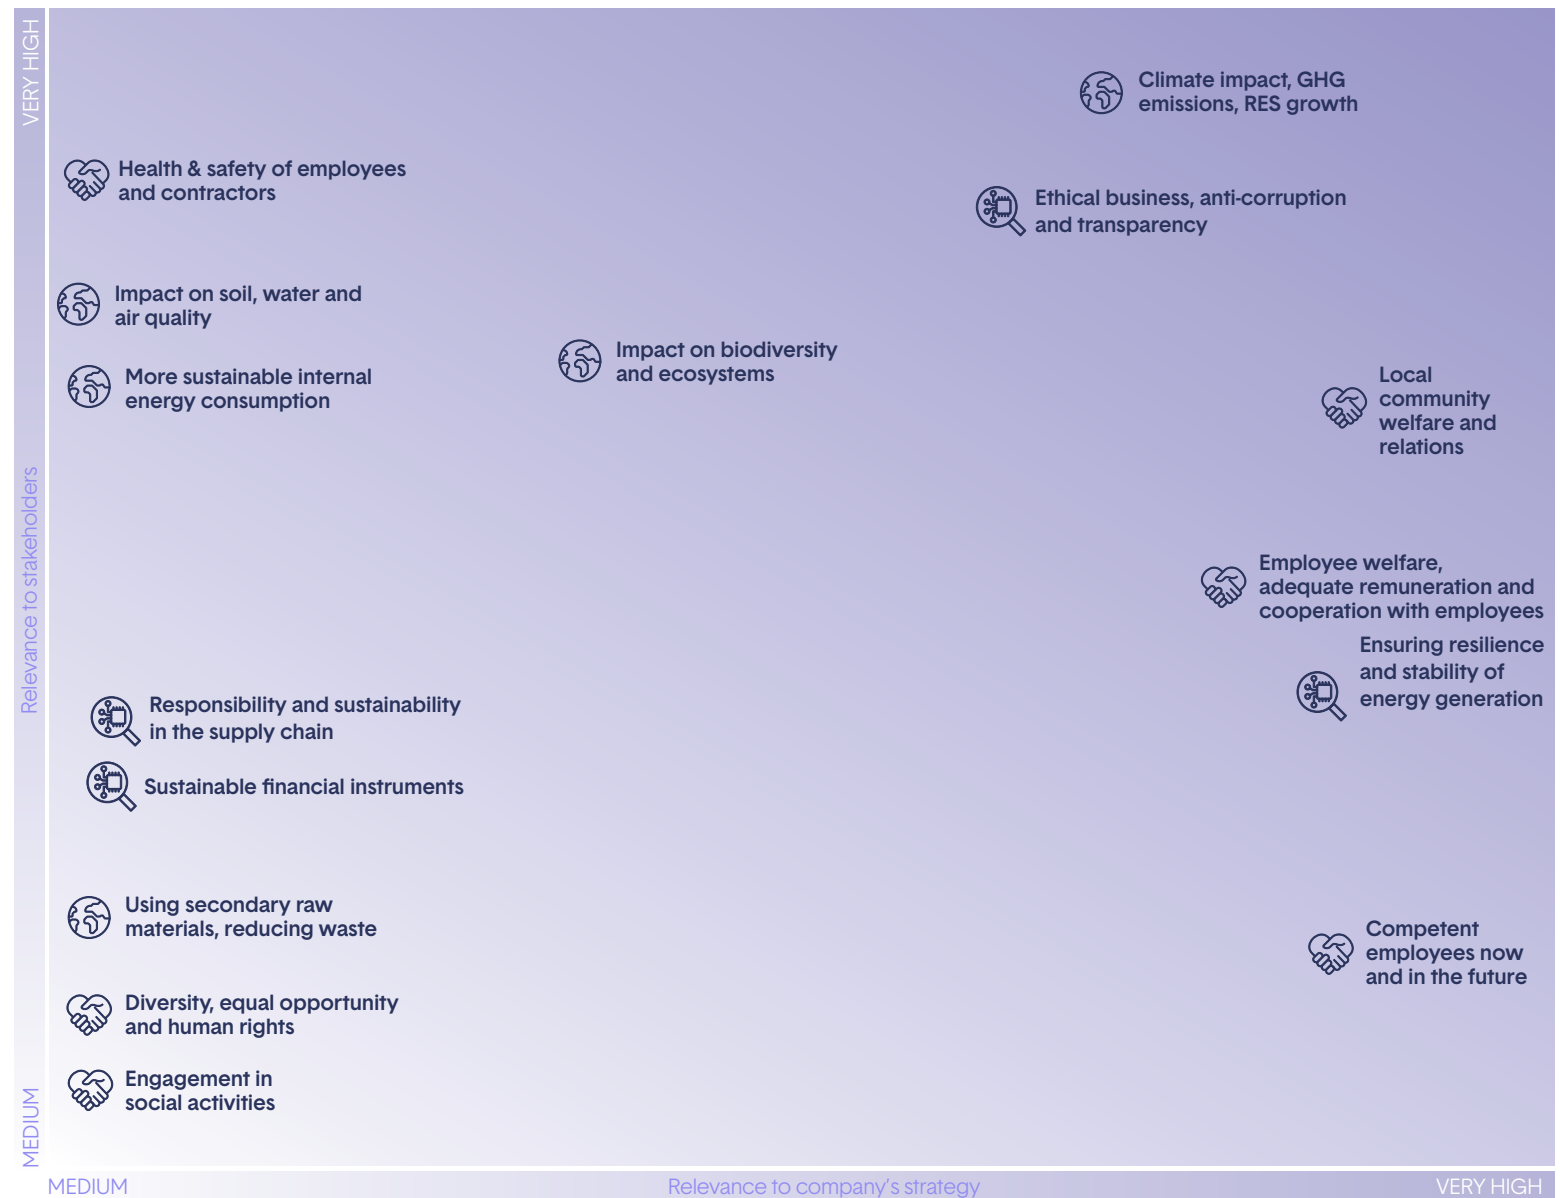 VERY HIGH
Relevance to stakeholders
MEDIUM
Climate impact, GHG
emissions, RES growth
Health & safety of employees
and contractors
Ethical business, anti-corruption
and transparency
Impact on soil, water and
air quality
Impact on biodiversity
and ecosystems
More sustainable internal
energy consumption
Local
community
welfare and
relations
Employee welfare,
adequate remuneration and
cooperation with employees
Ensuring resilience
and stability of
energy generation
Responsibility and sustainability
in the supply chain
Sustainable financial instruments
Using secondary raw
materials, reducing waste
Competent
employees now
and in the future
Diversity, equal opportunity
and human rights
Engagement in
social activities
MEDIUM
Relevance to company's strategy
VERY HIGH